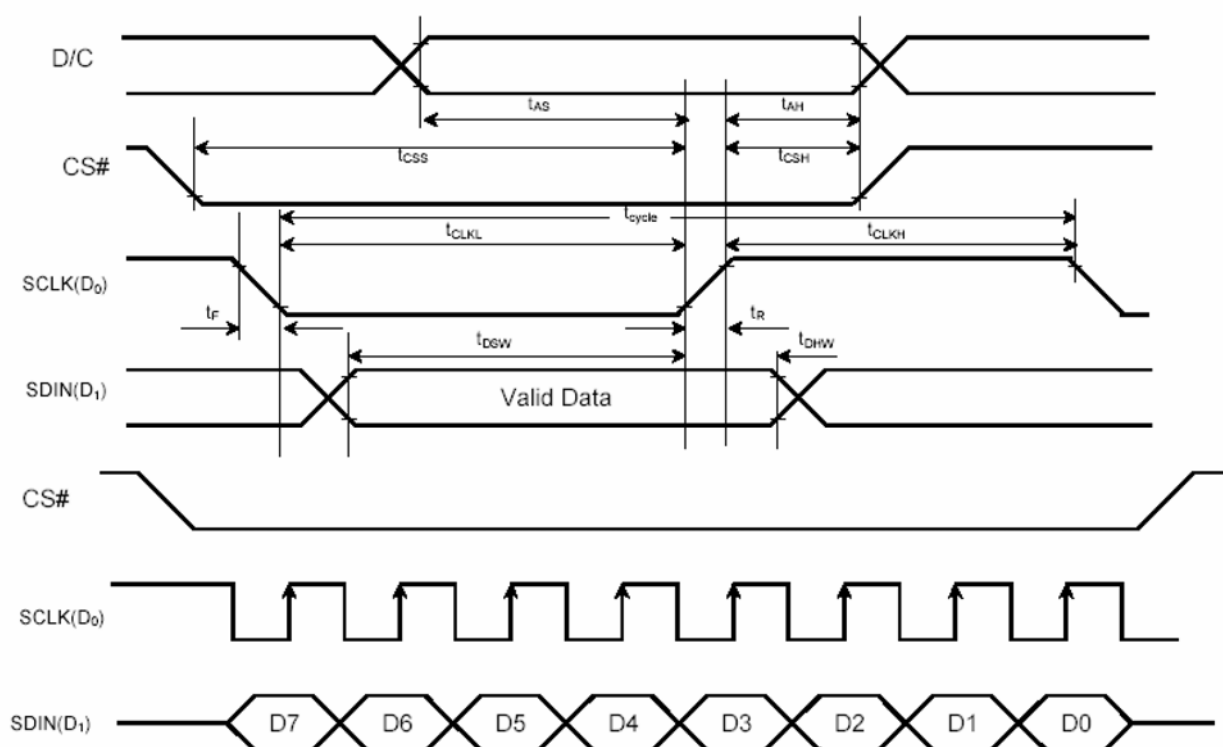 D/C
tAS
tAH
CS#
tCSS
tCSH
tcycle
tCLKL
tCLKH
SCLK(D0)
tF
tR
tDSW
tDHW
SDIN(D1)
Valid Data
CS#
SCLK(D0)
SDIN(D1)
D7 D6 D5 D4 D3 D2 D1 D0